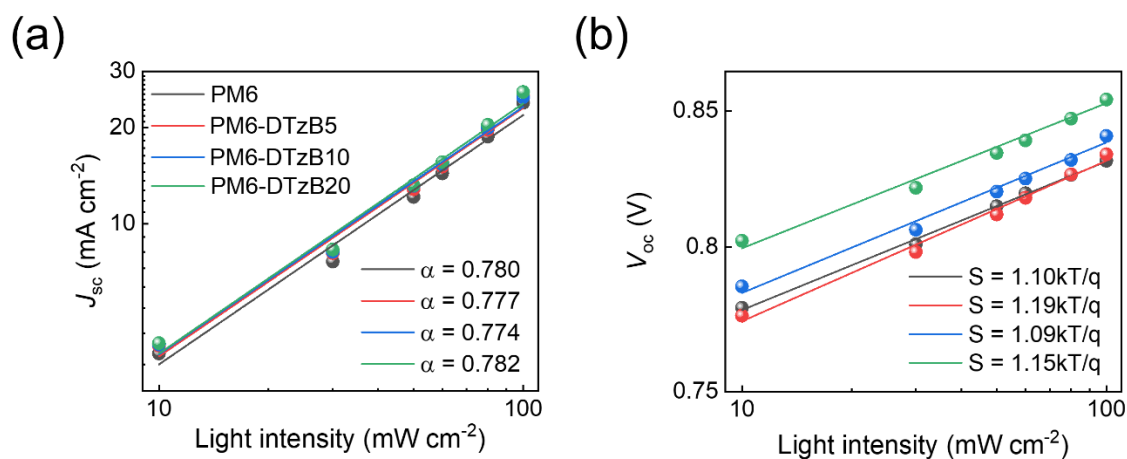 (a)
30
20
10
J_sc (mA cm⁻²)
PM6
PM6-DTzB5
PM6-DTzB10
PM6-DTzB20
α = 0.780
α = 0.777
α = 0.774
α = 0.782
10
100
Light intensity (mW cm⁻²)
(b)
0.85
0.80
0.75
V_oc (V)
S = 1.10kT/q
S = 1.19kT/q
S = 1.09kT/q
S = 1.15kT/q
10
100
Light intensity (mW cm⁻²)